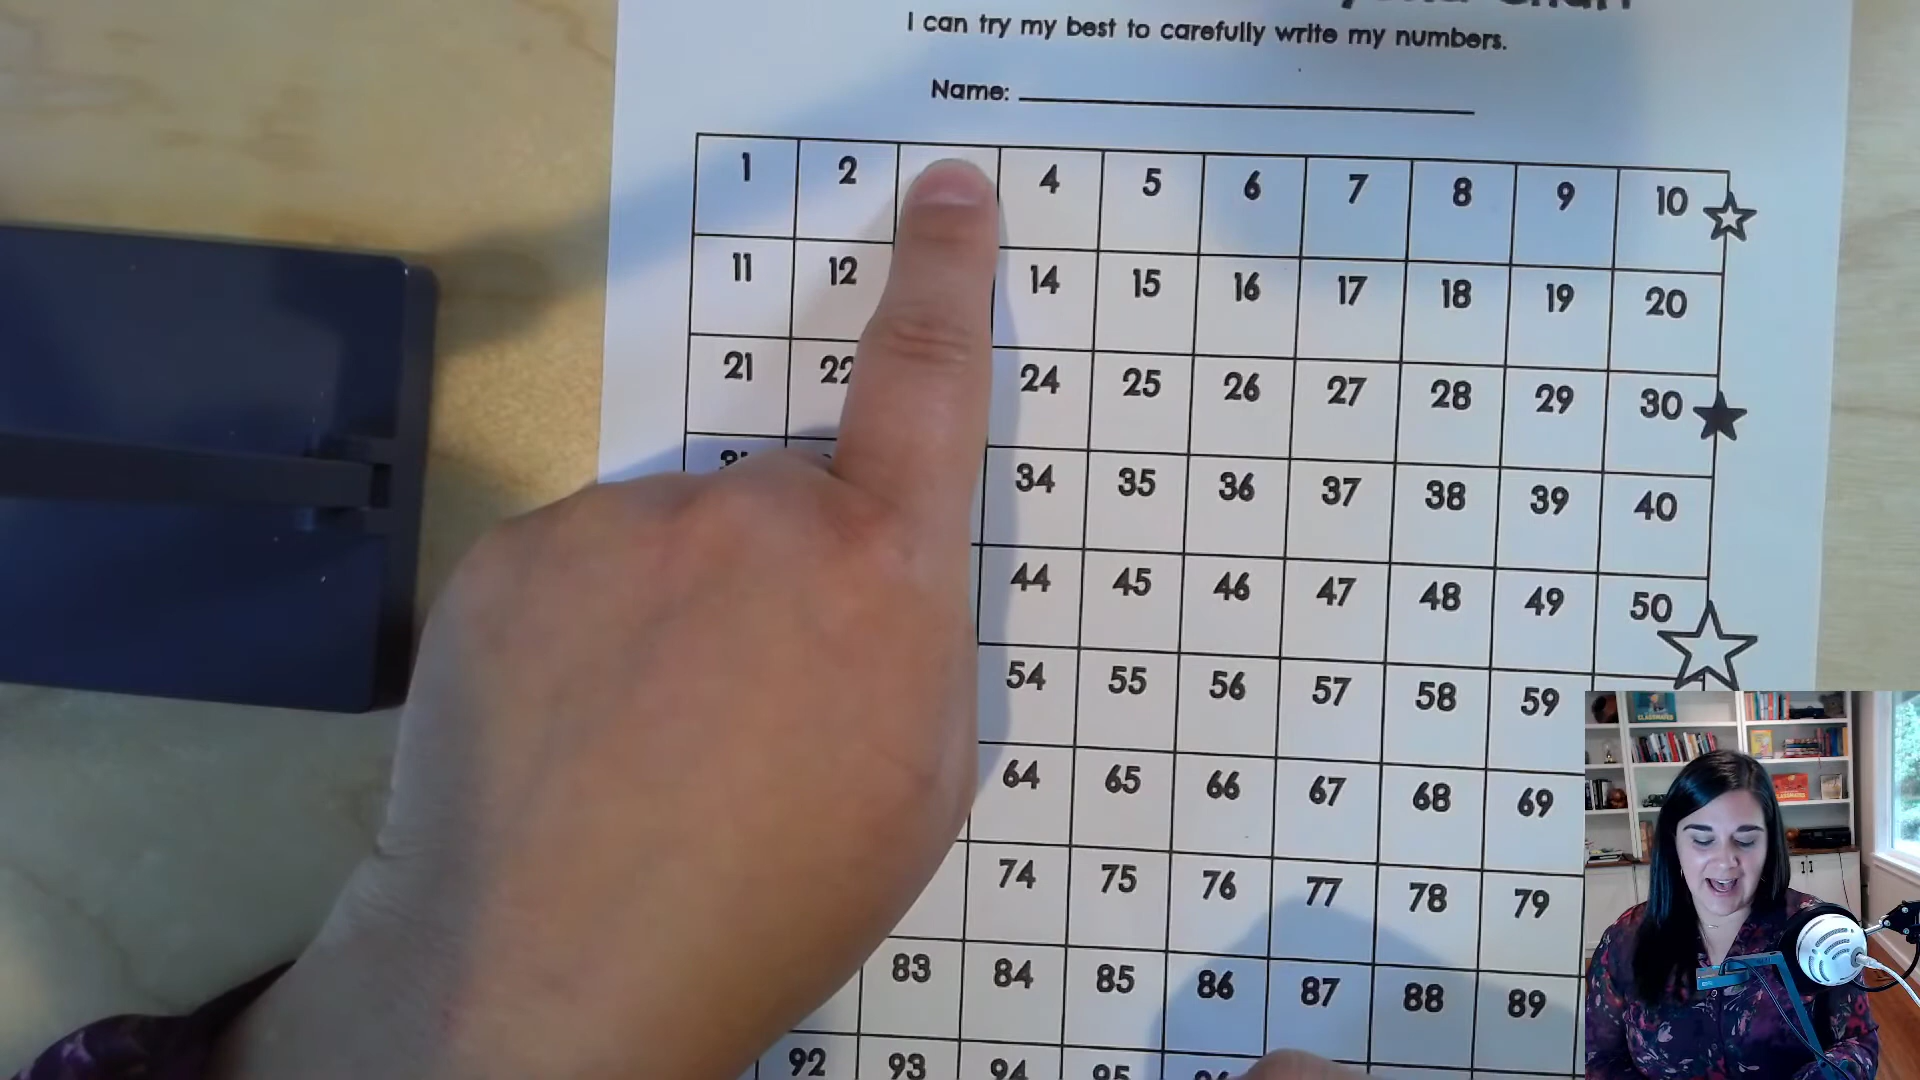 I can try my best to carefully write my numbers.
Name:
1 2 4 5 6 7 8 9 10
11 12 14 15 16 17 18 19 20
21 22 24 25 26 27 28 29 30
34 35 36 37 38 39 40
44 45 46 47 48 49 50
54 55 56 57 58 59
64 65 66 67 68 69
74 75 76 77 78 79
83 84 85 86 87 88 89
92 93 94 95